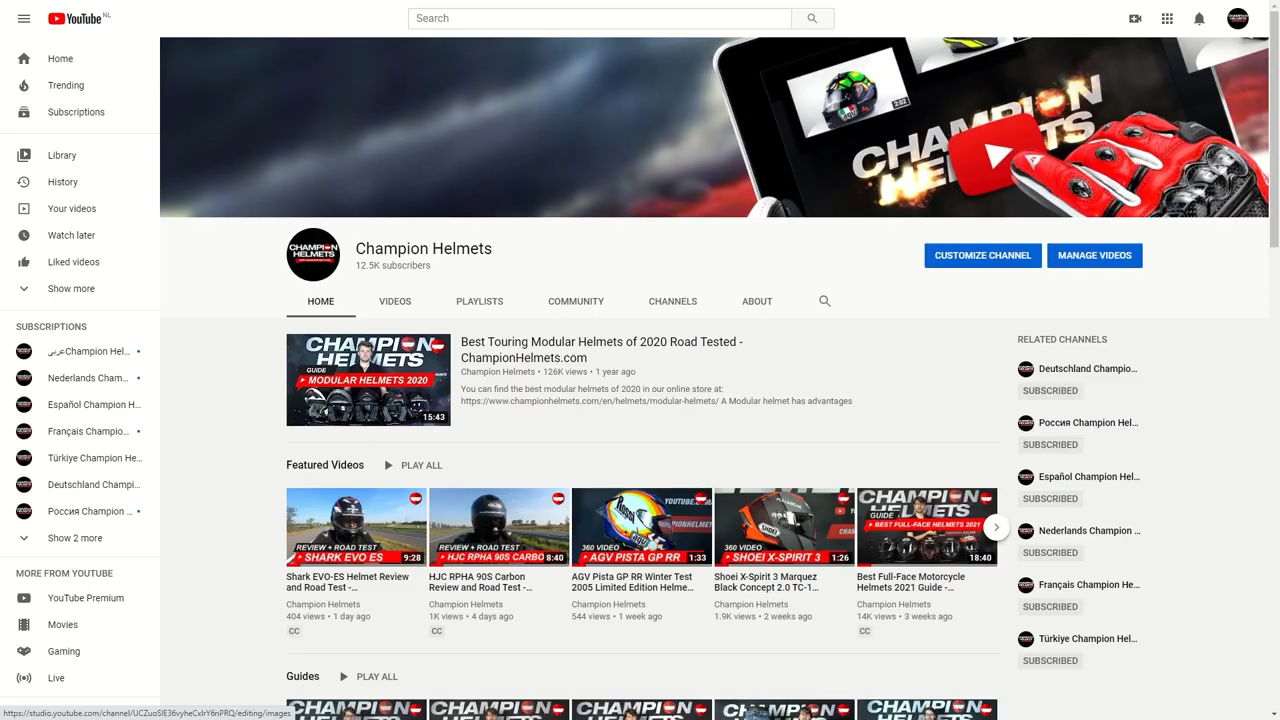 YouTube NL
Search
Home
Trending
Subscriptions
Library
History
Your videos
Watch later
Liked videos
Show more
SUBSCRIPTIONS
عربيChampion Hel...
Nederlands Cham...
Español Champion H...
Français Champio...
Türkiye Champion He...
Deutschland Champi...
Россия Champion ...
Show 2 more
MORE FROM YOUTUBE
YouTube Premium
Movies
Gaming
Live
2:02
CHAMPION
HELMETS
CHAMPION
HELMETS
Champion Helmets
12.5K subscribers
CUSTOMIZE CHANNEL
MANAGE VIDEOS
HOME
VIDEOS
PLAYLISTS
COMMUNITY
CHANNELS
ABOUT
CHAMPION
HELMETS
GUIDE
MODULAR HELMETS 2020
15:43
Best Touring Modular Helmets of 2020 Road Tested -
ChampionHelmets.com
Champion Helmets • 126K views • 1 year ago
You can find the best modular helmets of 2020 in our online store at:
https://www.championhelmets.com/en/helmets/modular-helmets/ A Modular helmet has advantages
Featured Videos
PLAY ALL
REVIEW + ROAD TEST
SHARK EVO ES
9:28
Shark EVO-ES Helmet Review
and Road Test -...
Champion Helmets
404 views • 1 day ago
CC
REVIEW + ROAD TEST
HJC RPHA 90S CARBO
8:40
HJC RPHA 90S Carbon
Review and Road Test -...
Champion Helmets
1K views • 4 days ago
CC
360 VIDEO
AGV PISTA GP RR
1:33
AGV Pista GP RR Winter Test
2005 Limited Edition Helme...
Champion Helmets
544 views • 1 week ago
SHOEI
360 VIDEO
SHOEI X-SPIRIT 3
1:26
Shoei X-Spirit 3 Marquez
Black Concept 2.0 TC-1...
Champion Helmets
1.9K views • 2 weeks ago
CHAMPION
GUIDE
BEST FULL-FACE HELMETS 2021
18:40
Best Full-Face Motorcycle
Helmets 2021 Guide -...
Champion Helmets
14K views • 3 weeks ago
CC
Guides
PLAY ALL
RELATED CHANNELS
Deutschland Champio...
SUBSCRIBED
Россия Champion Hel...
SUBSCRIBED
Español Champion Hel...
SUBSCRIBED
Nederlands Champion ...
SUBSCRIBED
Français Champion He...
SUBSCRIBED
Türkiye Champion Hel...
SUBSCRIBED
https://studio.youtube.com/channel/UCZuoSlE36vyheCxlrY6nPRQ/editing/images